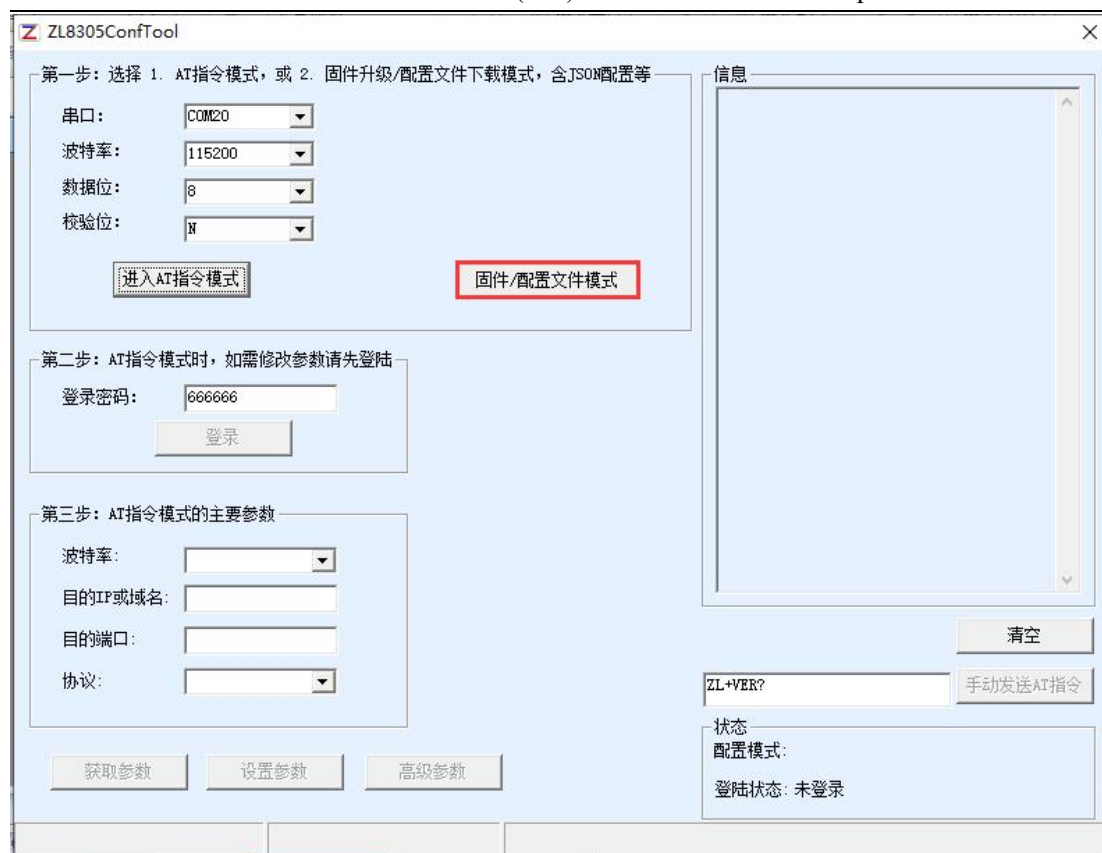 ZL8305ConfTool
第一步: 选择 1. AT指令模式, 或 2. 固件升级/配置文件下载模式, 含JSON配置等
串口: COM20
波特率: 115200
数据位: 8
校验位: N
进入AT指令模式
固件/配置文件模式
第二步: AT指令模式时, 如需修改参数请先登陆
登录密码: 666666
登录
第三步: AT指令模式的主要参数
波特率:
目的IP或域名:
目的端口:
协议:
获取参数 设置参数 高级参数
信息
清空
ZL+VER? 手动发送AT指令
状态
配置模式:
登陆状态: 未登录